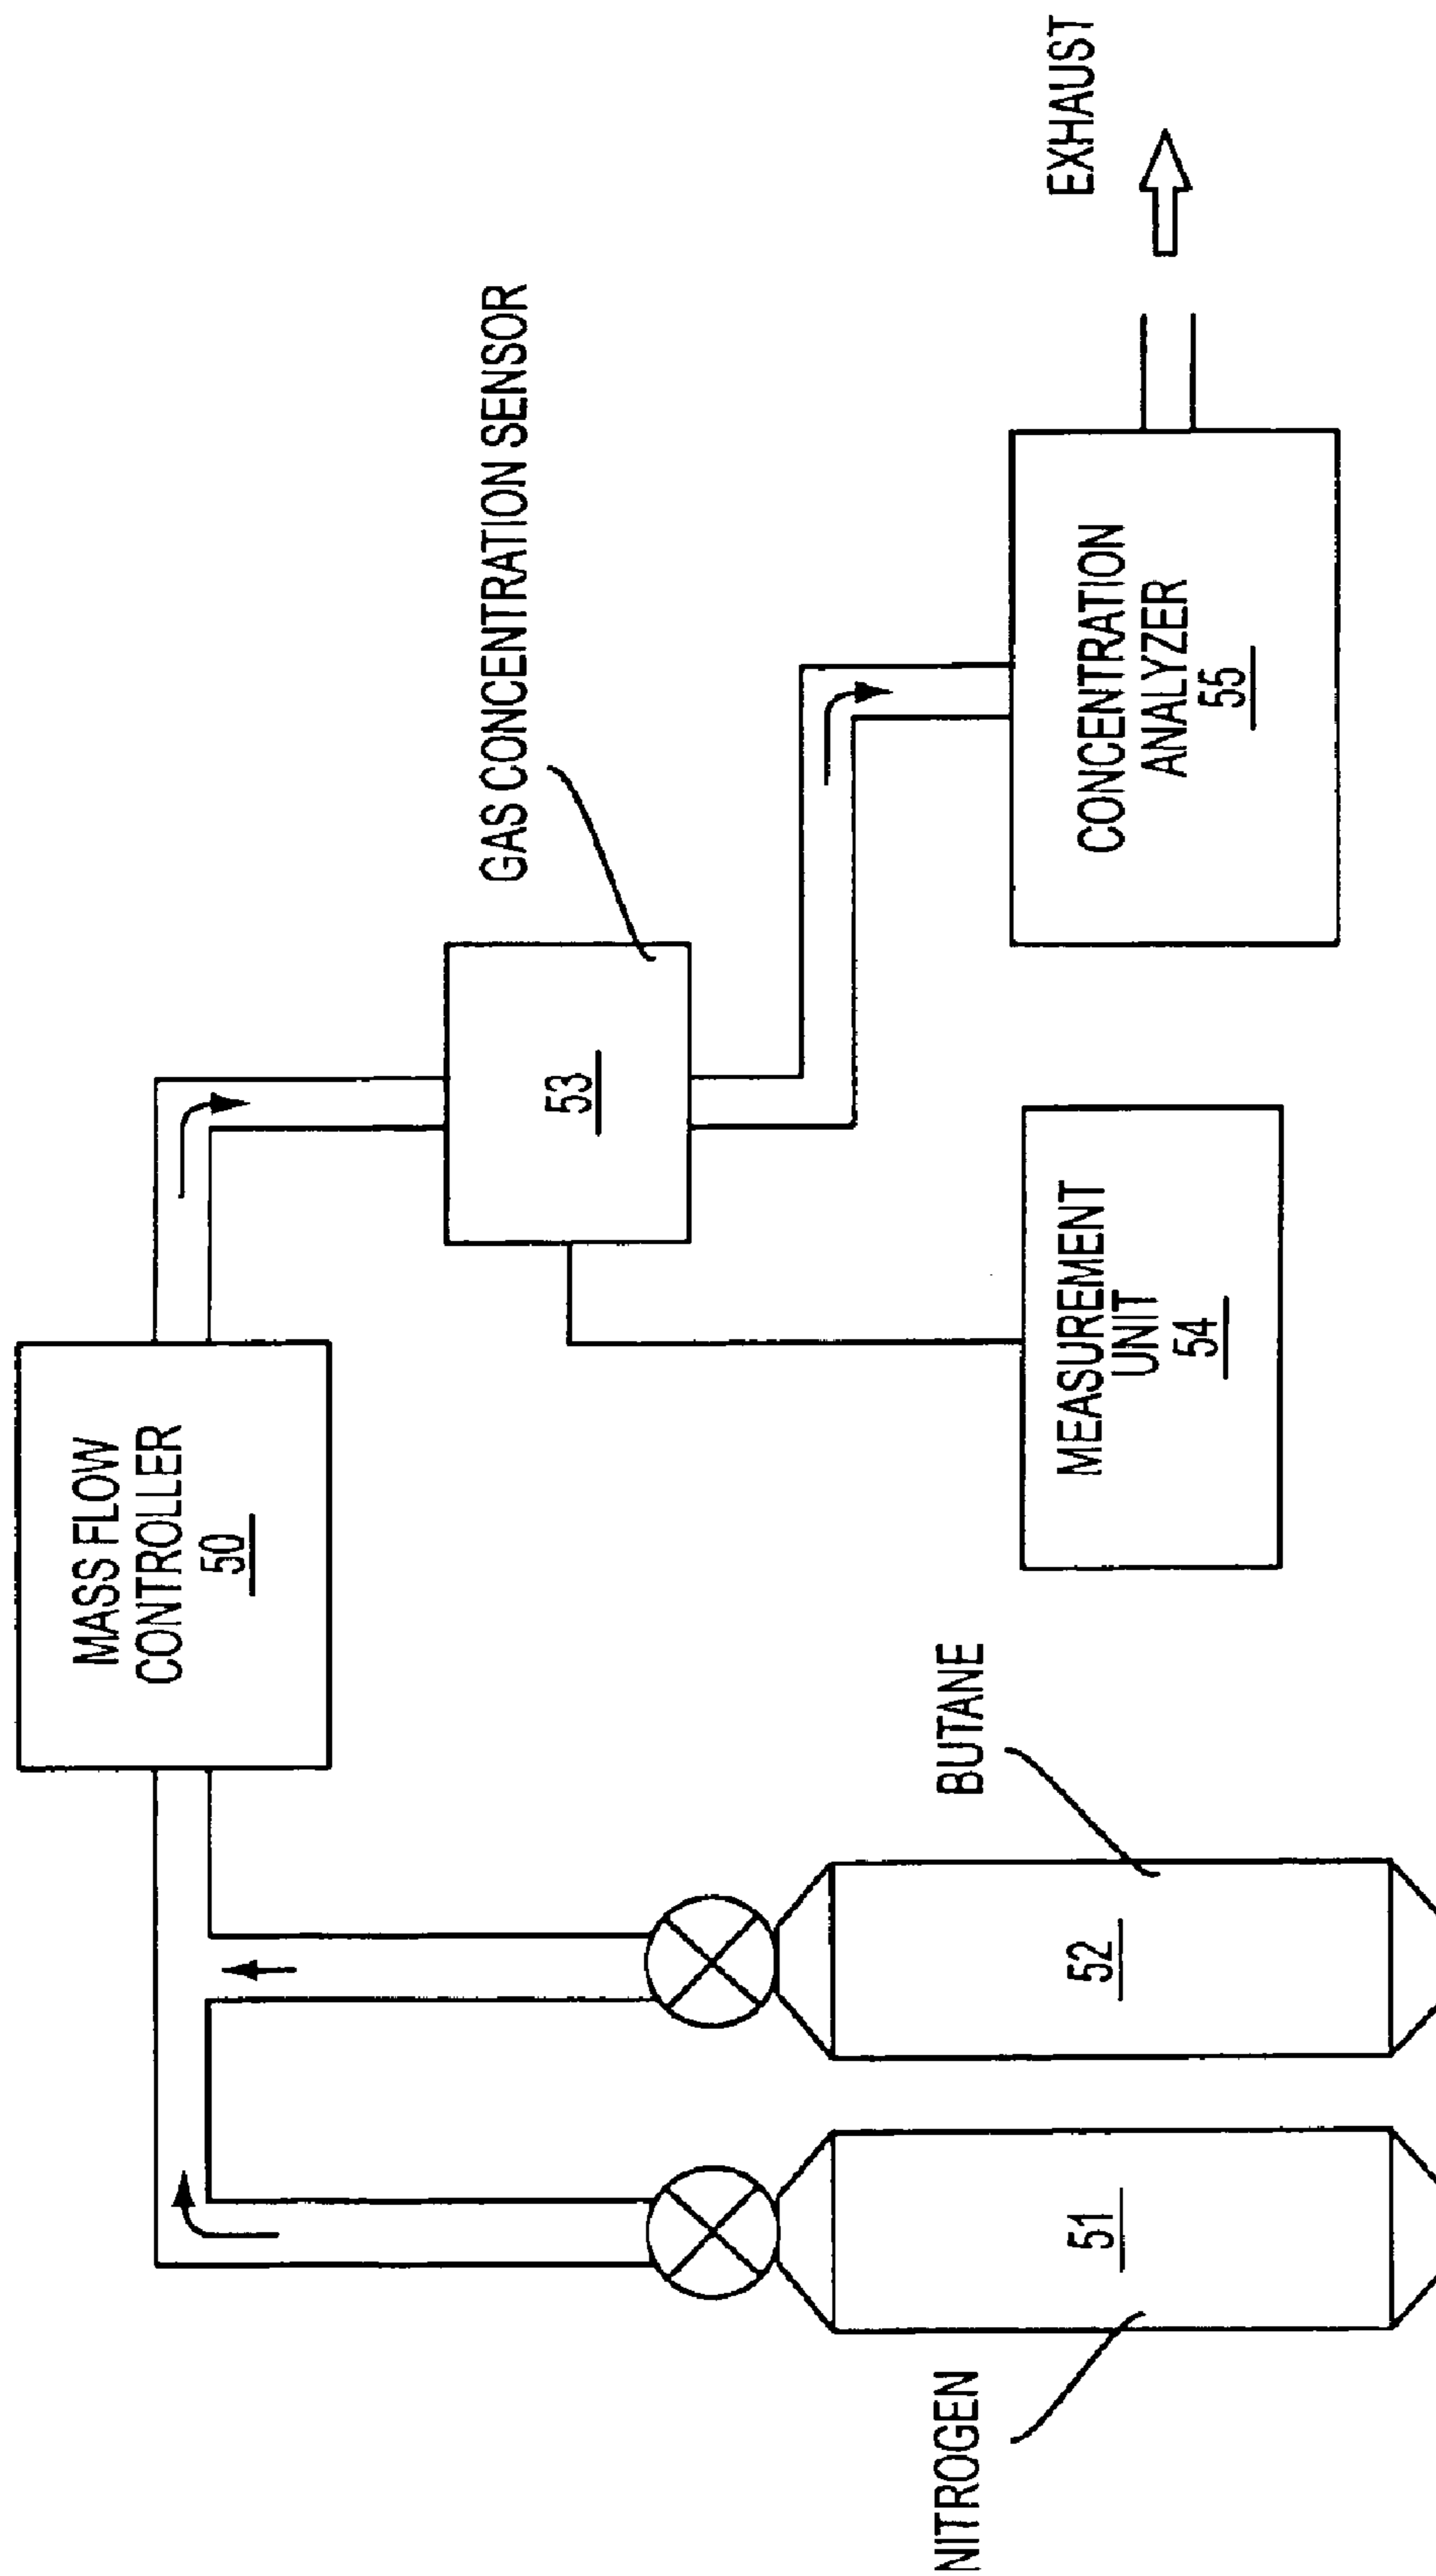 MASS FLOW
CONTROLLER
50
GAS CONCENTRATION SENSOR
53
EXHAUST
NITROGEN
51
BUTANE
52
MEASUREMENT
UNIT
54
CONCENTRATION
ANALYZER
55